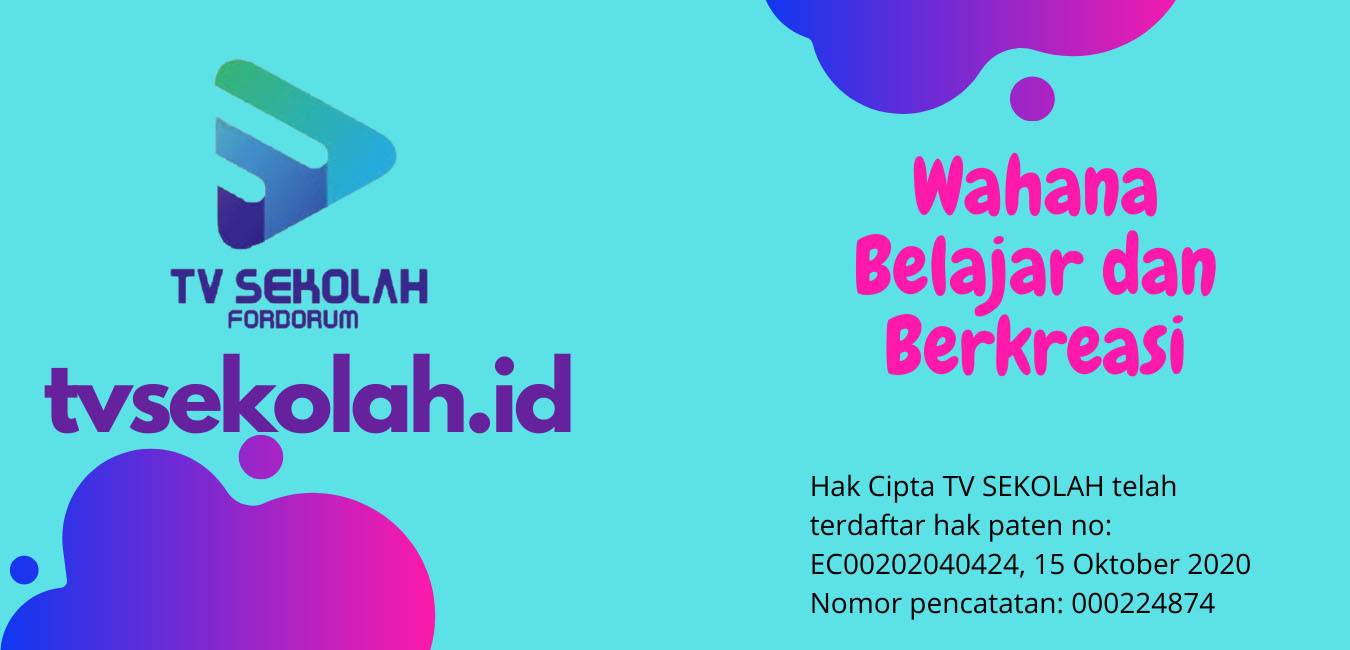 TV SEKOLAH
FORDORUM
tvsekolah.id
Wahana
Belajar dan
Berkreasi
Hak Cipta TV SEKOLAH telah
terdaftar hak paten no:
EC00202040424, 15 Oktober 2020
Nomor pencatatan: 000224874